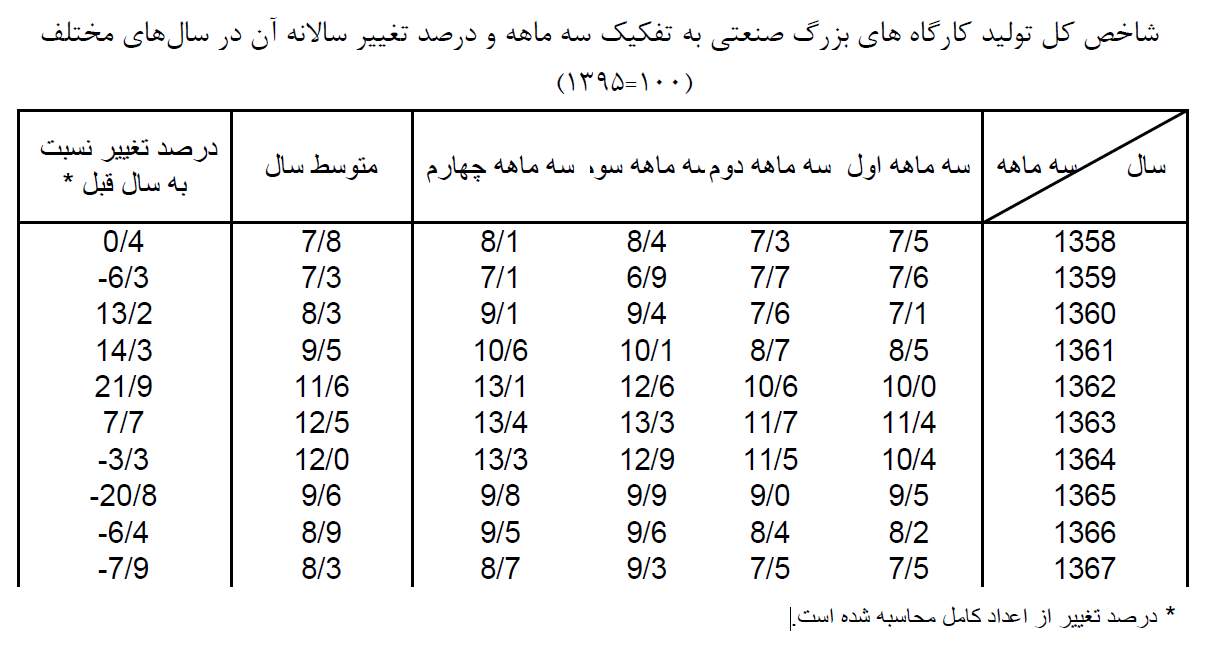 شاخص کل تولید کارگاه های بزرگ صنعتی به تفکیک سه ماهه و درصد تغییر سالانه آن در سال‌های مختلف
(۱۳۹۵=۱۰۰)
سال سه ماهه سه ماهه اول سه ماهه دوم سه ماهه سوم سه ماهه چهارم متوسط سال درصد تغییر نسبت به سال قبل *
1358 7/5 7/3 8/4 8/1 7/8 0/4
1359 7/6 7/7 6/9 7/1 7/3 -6/3
1360 7/1 7/6 9/4 9/1 8/3 13/2
1361 8/5 8/7 10/1 10/6 9/5 14/3
1362 10/0 10/6 12/6 13/1 11/6 21/9
1363 11/4 11/7 13/3 13/4 12/5 7/7
1364 10/4 11/5 12/9 13/3 12/0 -3/3
1365 9/5 9/0 9/9 9/8 9/6 -20/8
1366 8/2 8/4 9/6 9/5 8/9 -6/4
1367 7/5 7/5 9/3 8/7 8/3 -7/9
* درصد تغییر از اعداد کامل محاسبه شده است.